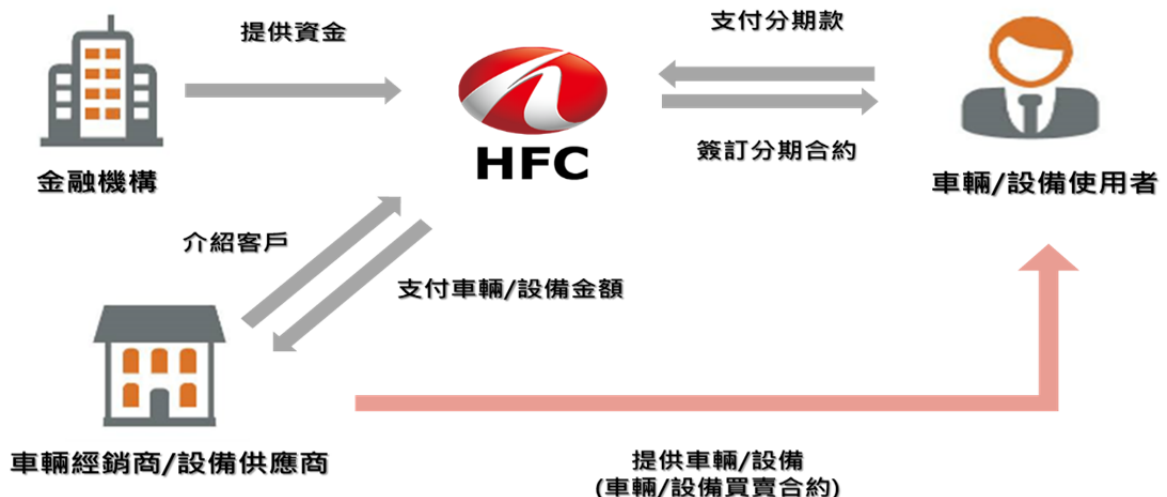 提供資金
支付分期款
HFC
簽訂分期合約
金融機構
車輛/設備使用者
介紹客戶
支付車輛/設備金額
車輛經銷商/設備供應商
提供車輛/設備
(車輛/設備買賣合約)